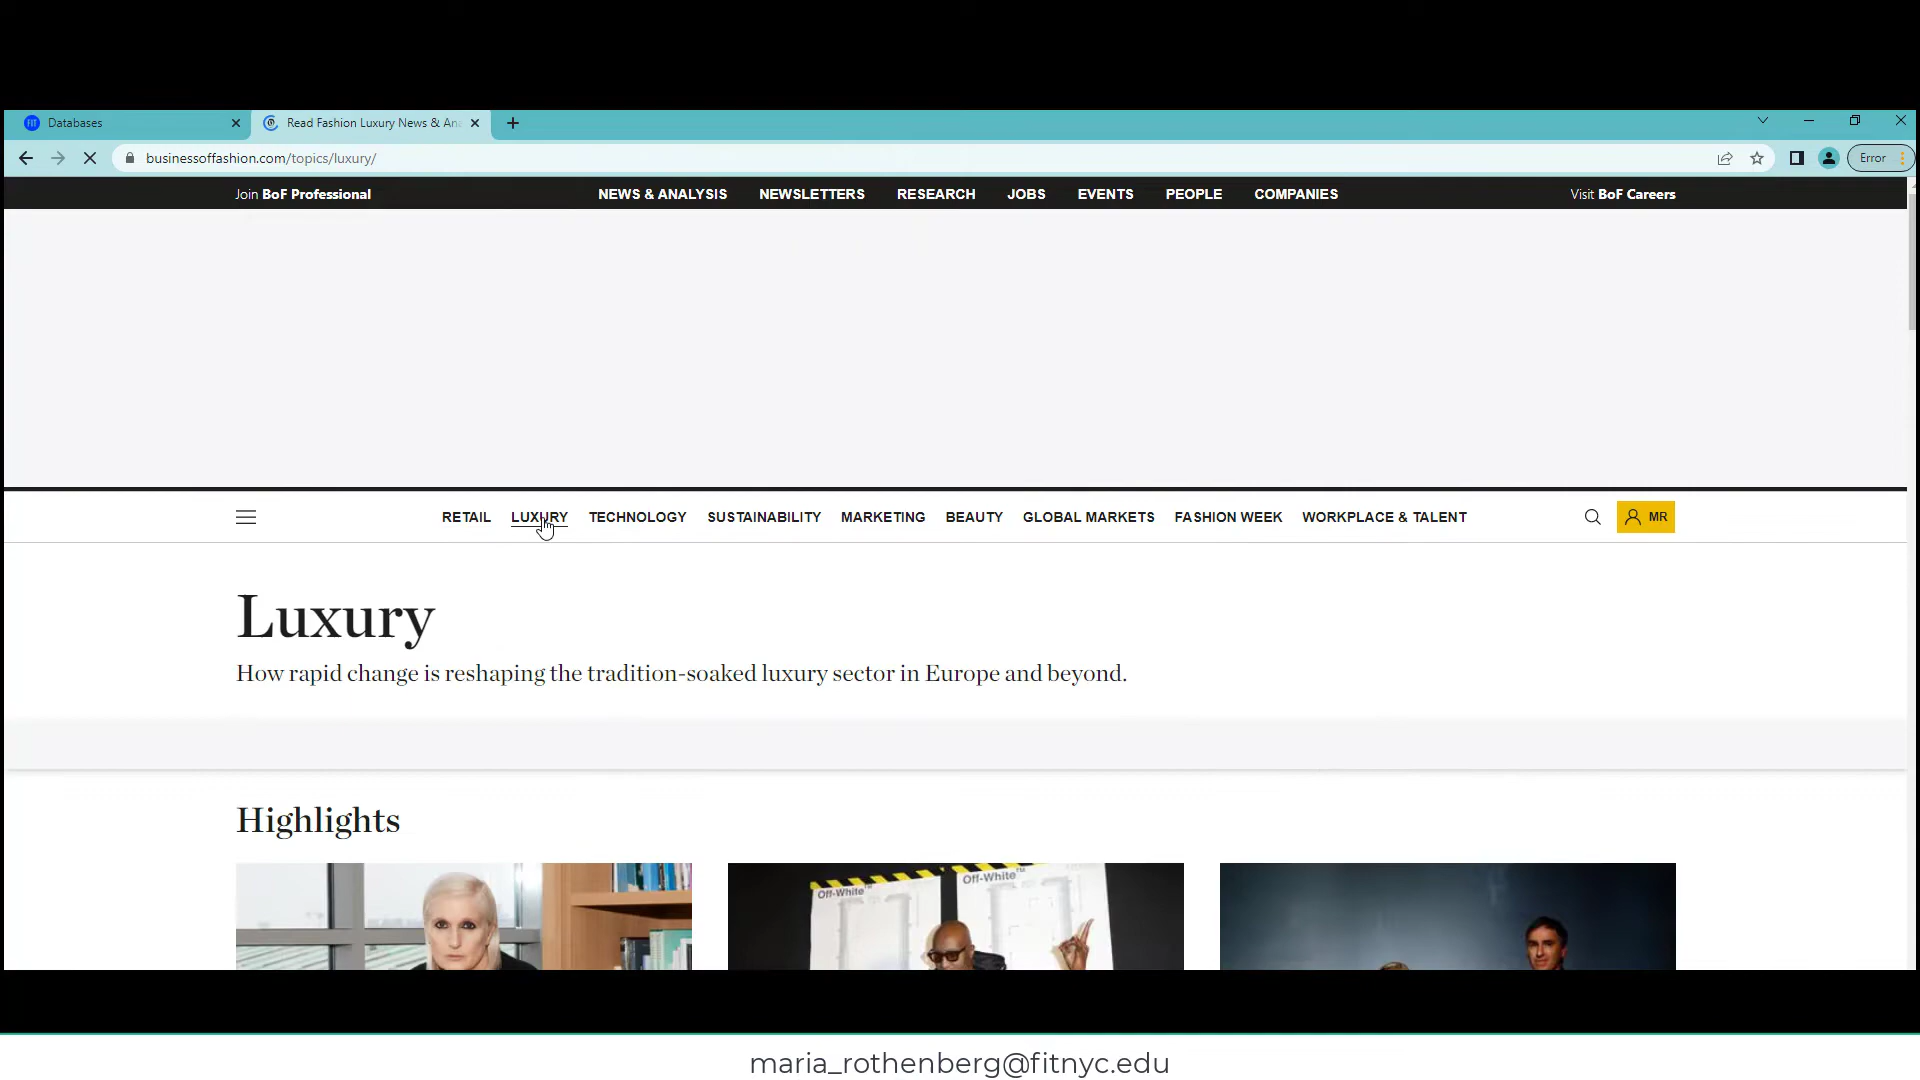 Databases
Read Fashion Luxury News & Ana
businessoffashion.com/topics/luxury/
Error
Join BoF Professional
NEWS & ANALYSIS NEWSLETTERS RESEARCH JOBS EVENTS PEOPLE COMPANIES
Visit BoF Careers
RETAIL LUXURY TECHNOLOGY SUSTAINABILITY MARKETING BEAUTY GLOBAL MARKETS FASHION WEEK WORKPLACE & TALENT
MR
Luxury
How rapid change is reshaping the tradition-soaked luxury sector in Europe and beyond.
Highlights
Off-White™ Off-White™
maria_rothenberg@fitnyc.edu